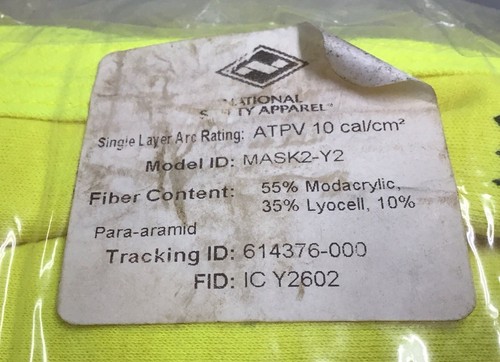 NATIONAL
SAFETY APPAREL
Single Layer Arc Rating: ATPV 10 cal/cm²
Model ID: MASK2-Y2
Fiber Content: 55% Modacrylic,
35% Lyocell, 10%
Para-aramid
Tracking ID: 614376-000
FID: IC Y2602